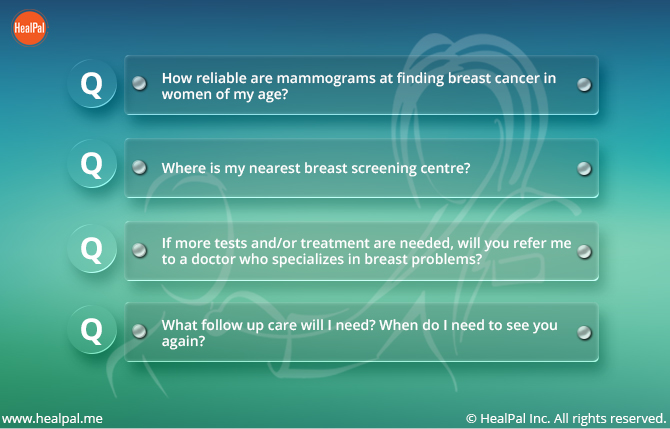 HealPal
Q
How reliable are mammograms at finding breast cancer in
women of my age?
Q
Where is my nearest breast screening centre?
Q
If more tests and/or treatment are needed, will you refer me
to a doctor who specializes in breast problems?
Q
What follow up care will I need? When do I need to see you
again?
www.healpal.me
© HealPal Inc. All rights reserved.